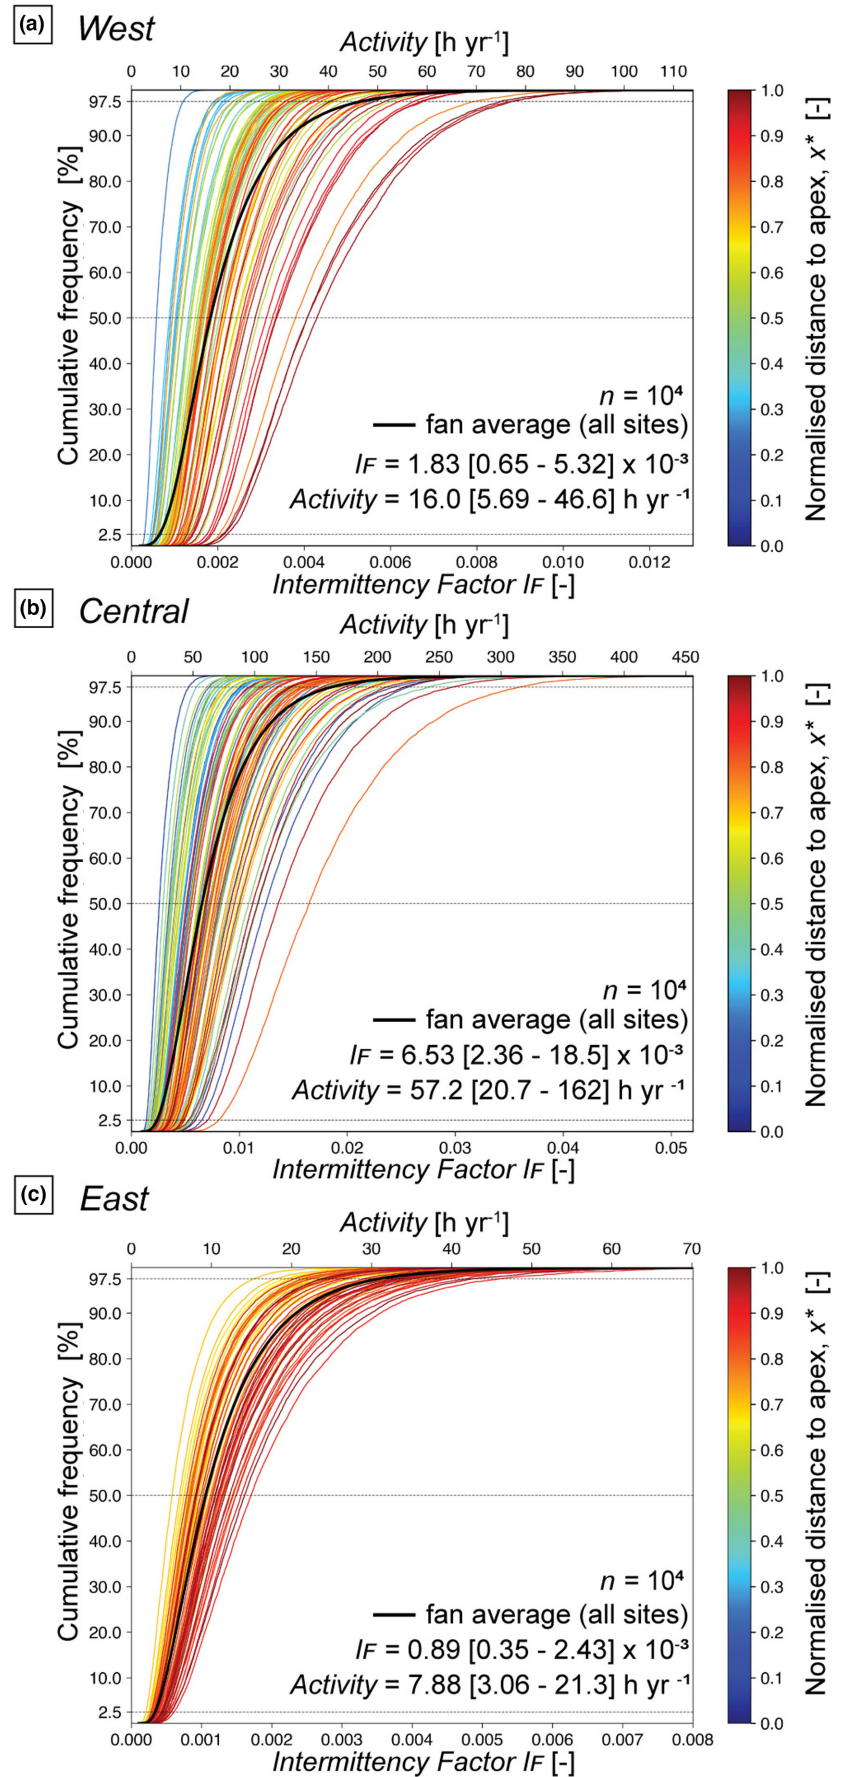 (a) West
Activity [h yr⁻¹]
0 10 20 30 40 50 60 70 80 90 100 110
97.5
90.0
80.0
70.0
60.0
50.0
40.0
30.0
20.0
10.0
2.5
Cumulative frequency [%]
n = 10⁴
fan average (all sites)
IF = 1.83 [0.65 - 5.32] x 10⁻³
Activity = 16.0 [5.69 - 46.6] h yr ⁻¹
0.000 0.002 0.004 0.006 0.008 0.010 0.012
Intermittency Factor IF [-]
1.0
0.9
0.8
0.7
0.6
0.5
0.4
0.3
0.2
0.1
0.0
Normalised distance to apex, x* [-]
(b) Central
Activity [h yr⁻¹]
0 50 100 150 200 250 300 350 400 450
97.5
90.0
80.0
70.0
60.0
50.0
40.0
30.0
20.0
10.0
2.5
Cumulative frequency [%]
n = 10⁴
fan average (all sites)
IF = 6.53 [2.36 - 18.5] x 10⁻³
Activity = 57.2 [20.7 - 162] h yr ⁻¹
0.00 0.01 0.02 0.03 0.04 0.05
Intermittency Factor IF [-]
1.0
0.9
0.8
0.7
0.6
0.5
0.4
0.3
0.2
0.1
0.0
Normalised distance to apex, x* [-]
(c) East
Activity [h yr⁻¹]
0 10 20 30 40 50 60 70
97.5
90.0
80.0
70.0
60.0
50.0
40.0
30.0
20.0
10.0
2.5
Cumulative frequency [%]
n = 10⁴
fan average (all sites)
IF = 0.89 [0.35 - 2.43] x 10⁻³
Activity = 7.88 [3.06 - 21.3] h yr ⁻¹
0.000 0.001 0.002 0.003 0.004 0.005 0.006 0.007 0.008
Intermittency Factor IF [-]
1.0
0.9
0.8
0.7
0.6
0.5
0.4
0.3
0.2
0.1
0.0
Normalised distance to apex, x* [-]